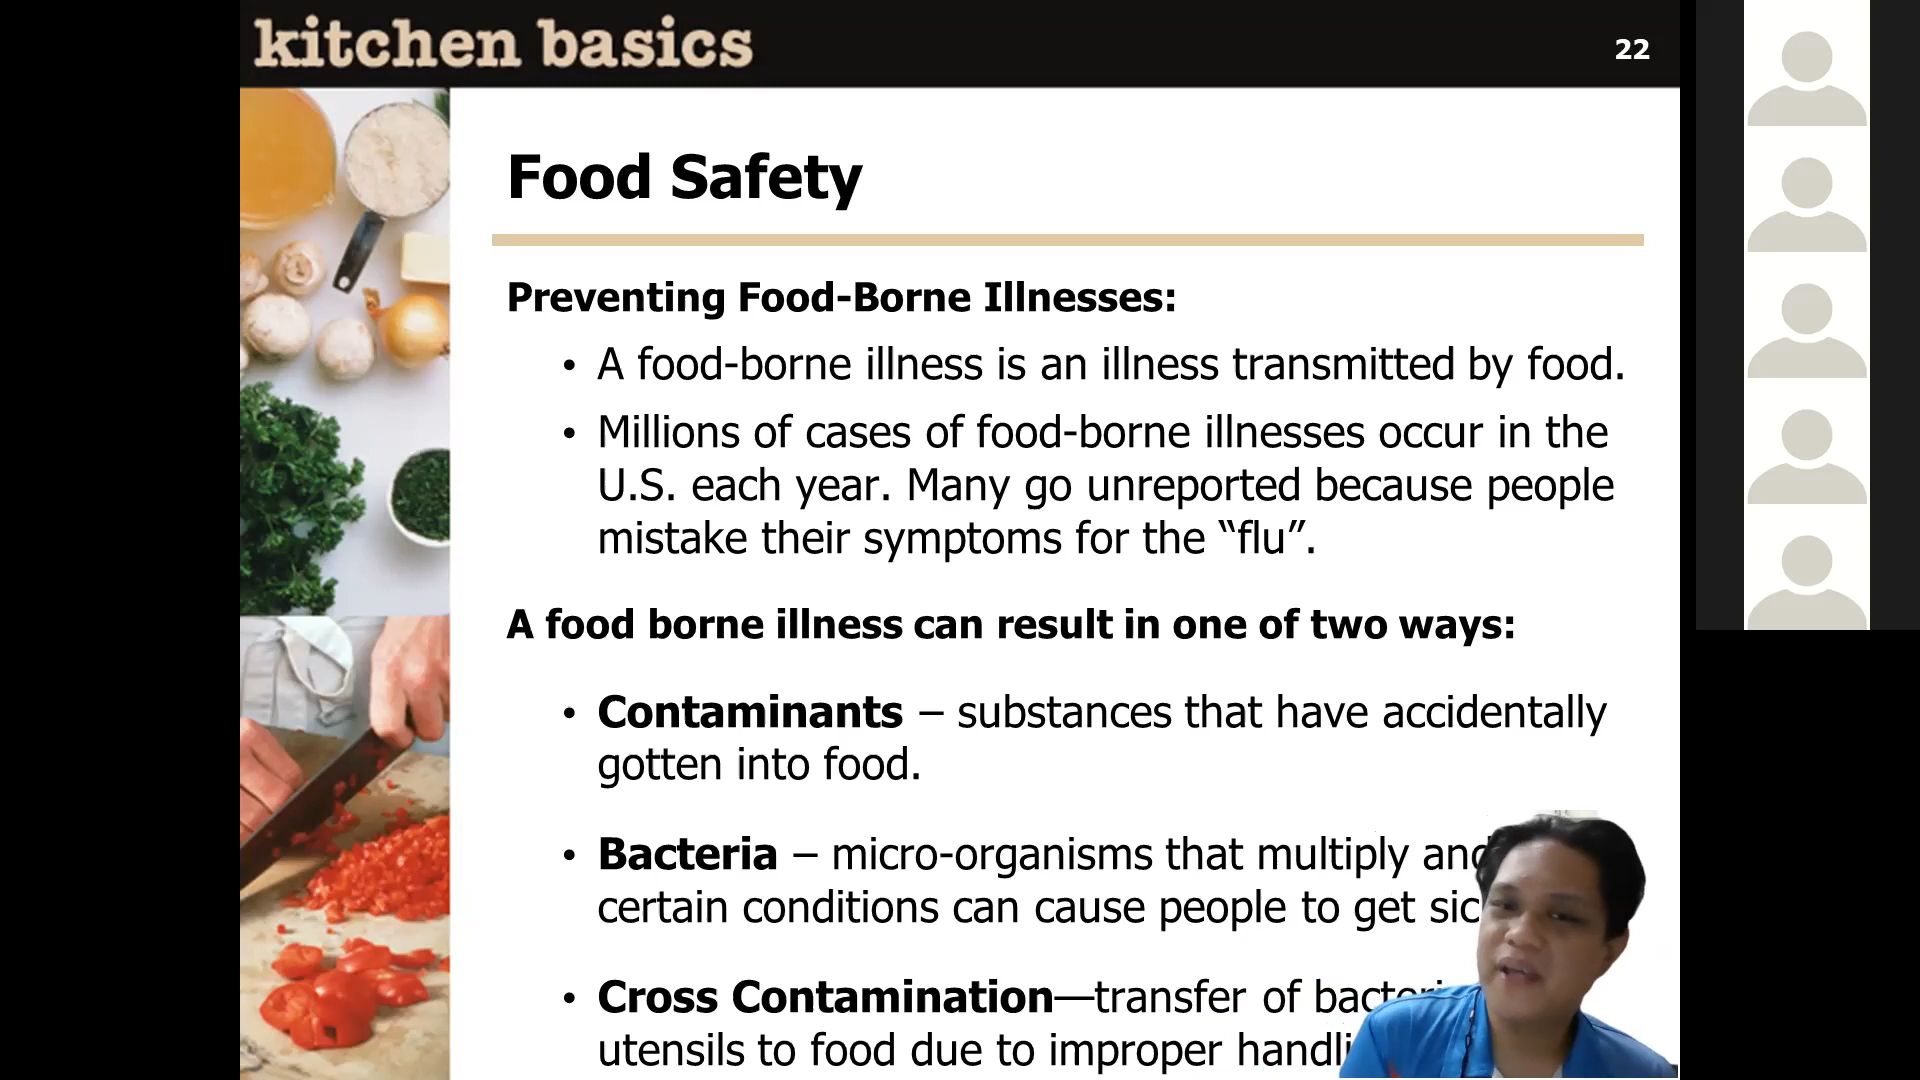 kitchen basics
22
Food Safety
Preventing Food-Borne Illnesses:
• A food-borne illness is an illness transmitted by food.
• Millions of cases of food-borne illnesses occur in the
U.S. each year. Many go unreported because people
mistake their symptoms for the “flu”.
A food borne illness can result in one of two ways:
• Contaminants – substances that have accidentally
gotten into food.
• Bacteria – micro-organisms that multiply and
certain conditions can cause people to get
• Cross Contamination—transfer of
utensils to food due to improper